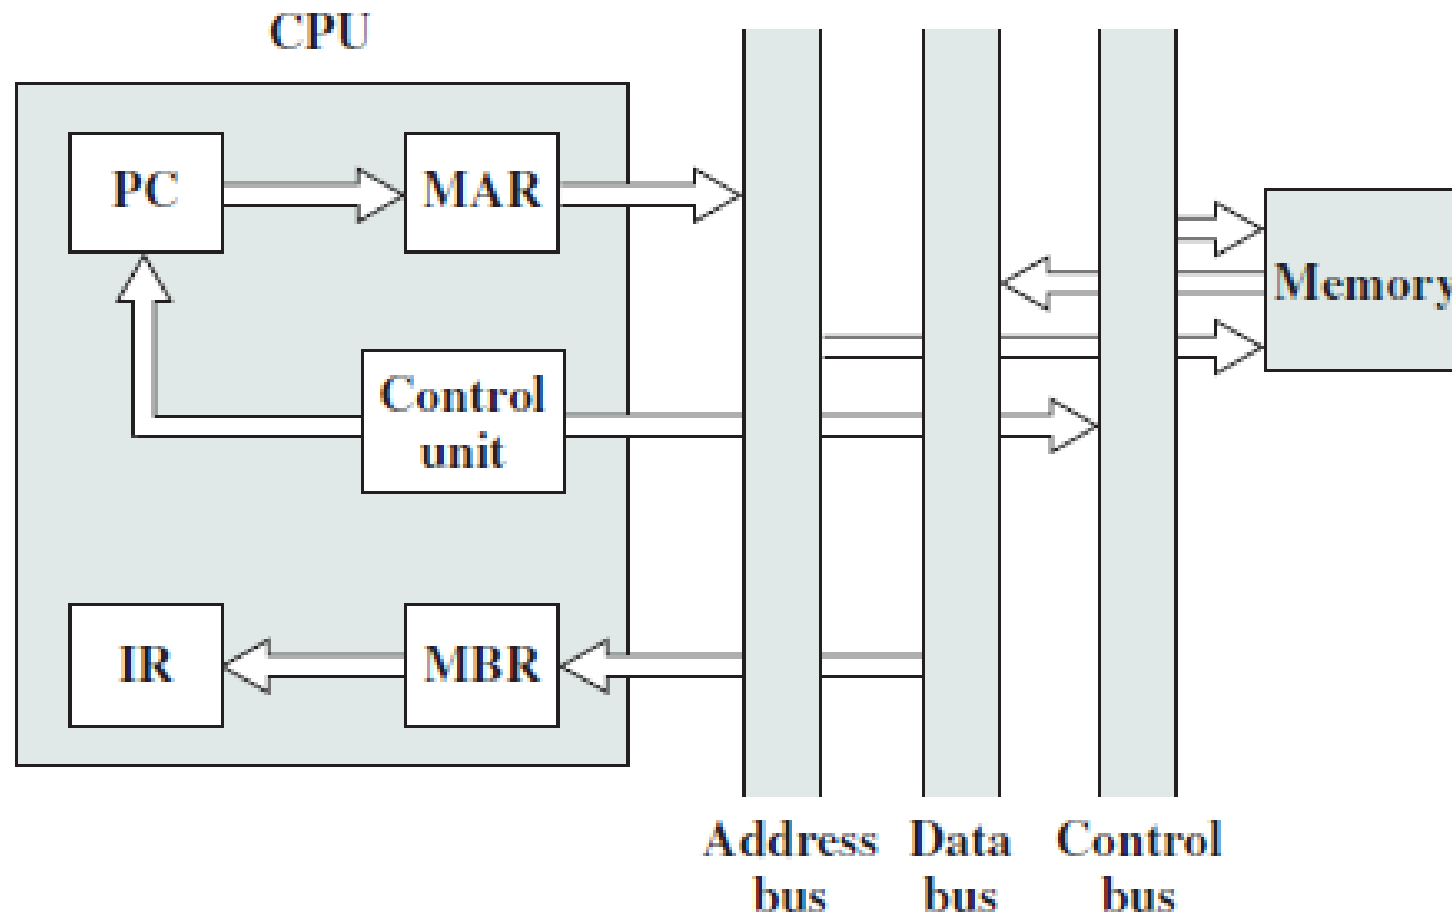 CPU
PC
MAR
Memory
Control
unit
IR
MBR
Address
bus
Data
bus
Control
bus